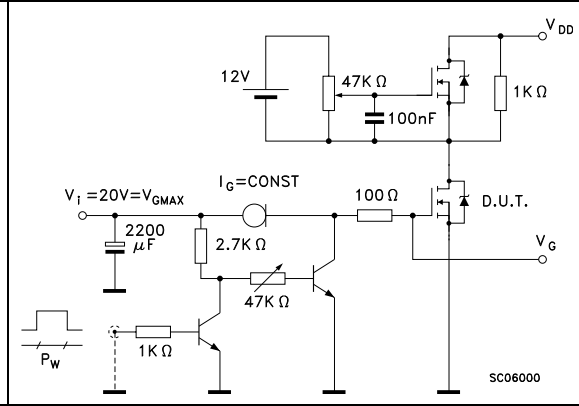 V DD
12V
47K Ω
1K Ω
100nF
I G =CONST
V i =20V=V GMAX
100 Ω
D.U.T.
2200
μF
2.7K Ω
V G
47K Ω
1K Ω
P W
SC06000